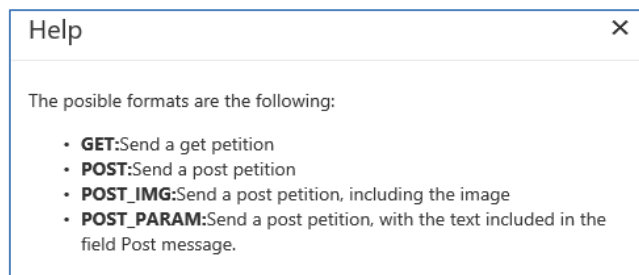 Help
The posible formats are the following:
• GET:Send a get petition
• POST:Send a post petition
• POST_IMG:Send a post petition, including the image
• POST_PARAM:Send a post petition, with the text included in the
field Post message.